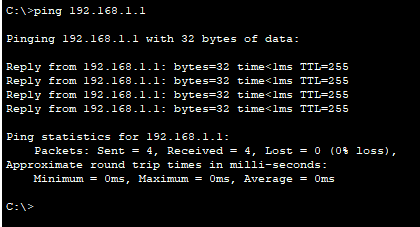 C:\>ping 192.168.1.1
Pinging 192.168.1.1 with 32 bytes of data:
Reply from 192.168.1.1: bytes=32 time<1ms TTL=255
Reply from 192.168.1.1: bytes=32 time<1ms TTL=255
Reply from 192.168.1.1: bytes=32 time<1ms TTL=255
Reply from 192.168.1.1: bytes=32 time<1ms TTL=255
Ping statistics for 192.168.1.1:
    Packets: Sent = 4, Received = 4, Lost = 0 (0% loss),
Approximate round trip times in milli-seconds:
    Minimum = 0ms, Maximum = 0ms, Average = 0ms
C:\>